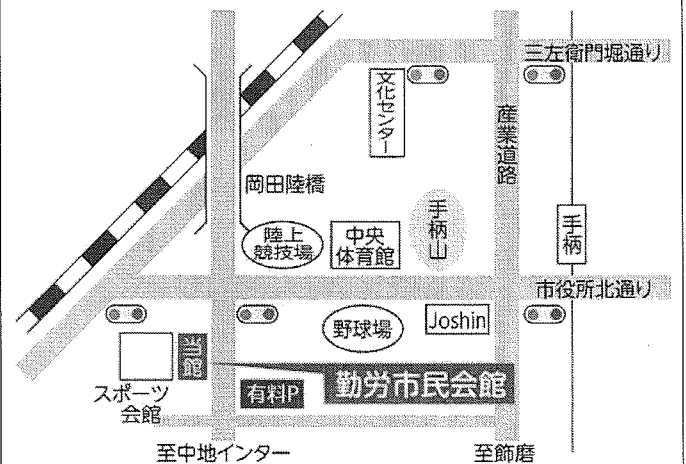 三左衛門堀通り
文化センター
産業道路
岡田陸橋
手柄山
手柄
陸上
競技場
中央
体育館
市役所北通り
野球場
Joshin
当館
勤労市民会館
有料P
スポーツ
会館
至中地インター
至飾磨